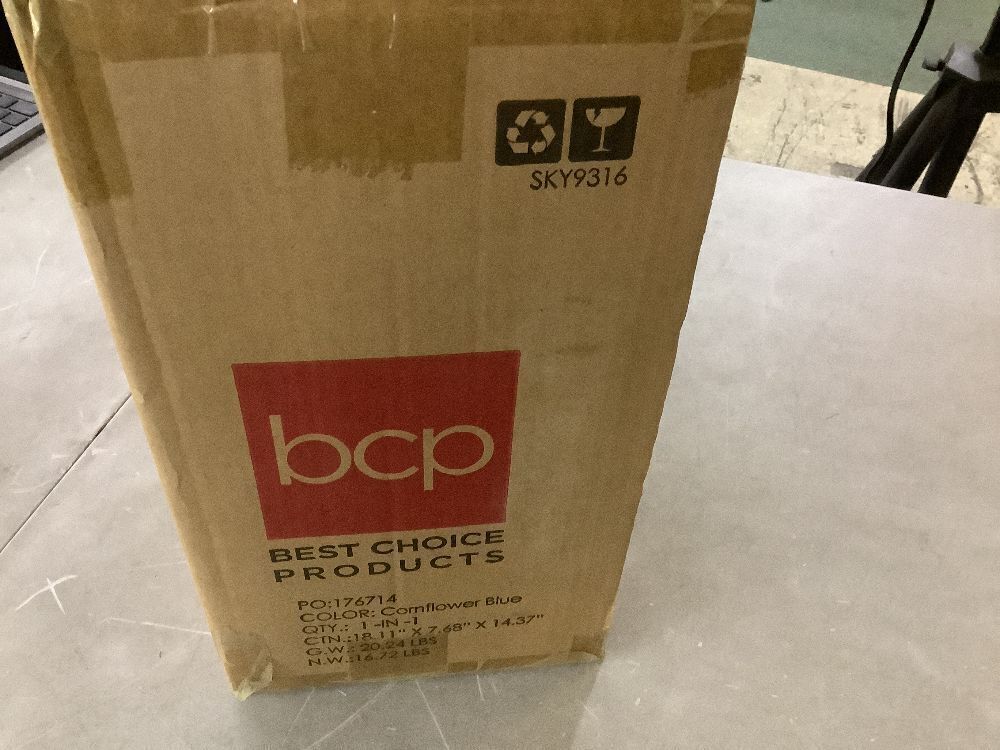 SKY9316
bcp
BEST CHOICE
PRODUCTS
PO:176714
COLOR: Cornflower Blue
QTY.: 1-IN-1
CTN.:18.11" X 7.68" X 14.37"
G.W.: 20.24 LBS
N.W.:16.72 LBS